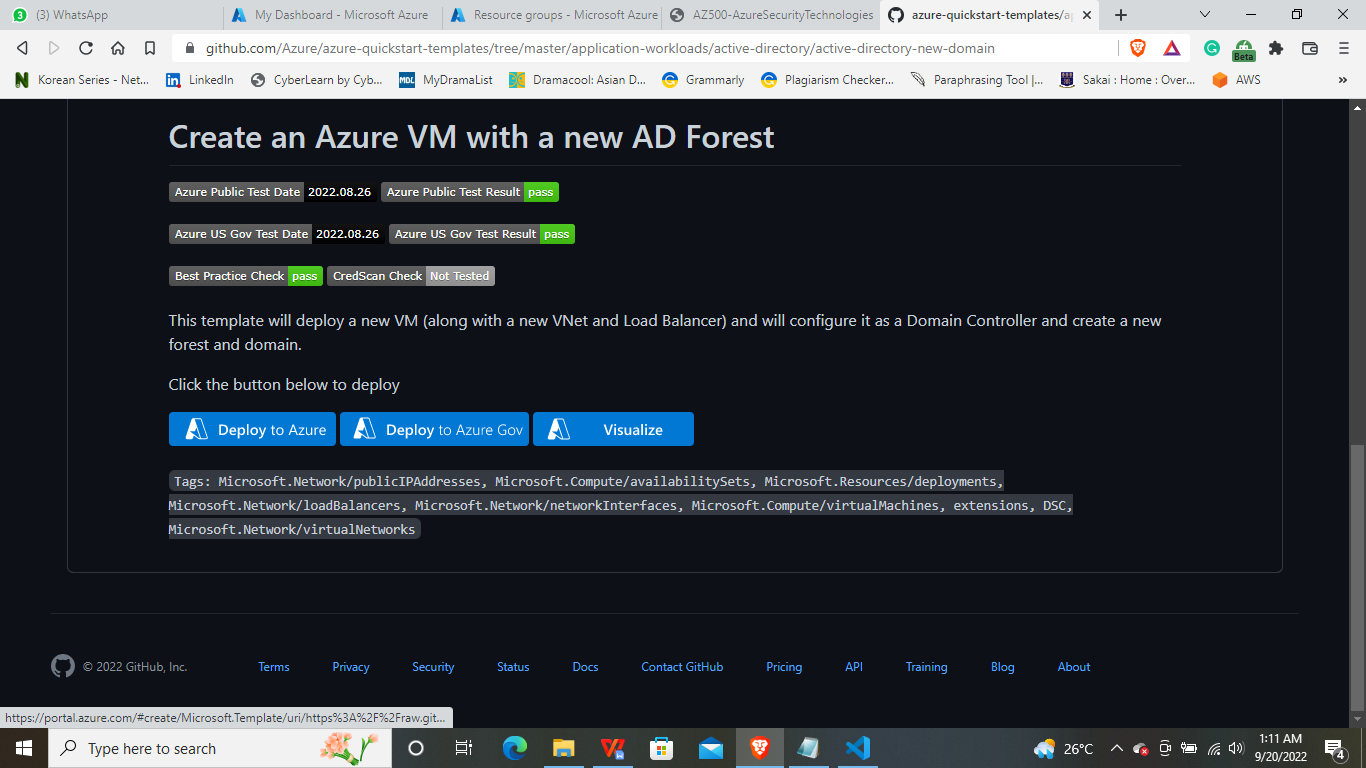 (3) WhatsApp
My Dashboard - Microsoft Azure
Resource groups - Microsoft Azure
AZ500-AzureSecurityTechnologies
azure-quickstart-templates/ap
github.com/Azure/azure-quickstart-templates/tree/master/application-workloads/active-directory/active-directory-new-domain
Beta
Korean Series - Net...
LinkedIn
CyberLearn by Cyb...
MDL MyDramaList
Dramacool: Asian D...
Grammarly
Plagiarism Checker...
Paraphrasing Tool |...
Sakai : Home : Over...
AWS
Create an Azure VM with a new AD Forest
Azure Public Test Date 2022.08.26 Azure Public Test Result pass
Azure US Gov Test Date 2022.08.26 Azure US Gov Test Result pass
Best Practice Check pass CredScan Check Not Tested
This template will deploy a new VM (along with a new VNet and Load Balancer) and will configure it as a Domain Controller and create a new
forest and domain.
Click the button below to deploy
Deploy to Azure Deploy to Azure Gov Visualize
Tags: Microsoft.Network/publicIPAddresses, Microsoft.Compute/availabilitySets, Microsoft.Resources/deployments,
Microsoft.Network/loadBalancers, Microsoft.Network/networkInterfaces, Microsoft.Compute/virtualMachines, extensions, DSC,
Microsoft.Network/virtualNetworks
© 2022 GitHub, Inc. Terms Privacy Security Status Docs Contact GitHub Pricing API Training Blog About
https://portal.azure.com/#create/Microsoft.Template/uri/https%3A%2F%2Fraw.git...
Type here to search
26°C
1:11 AM
9/20/2022
4